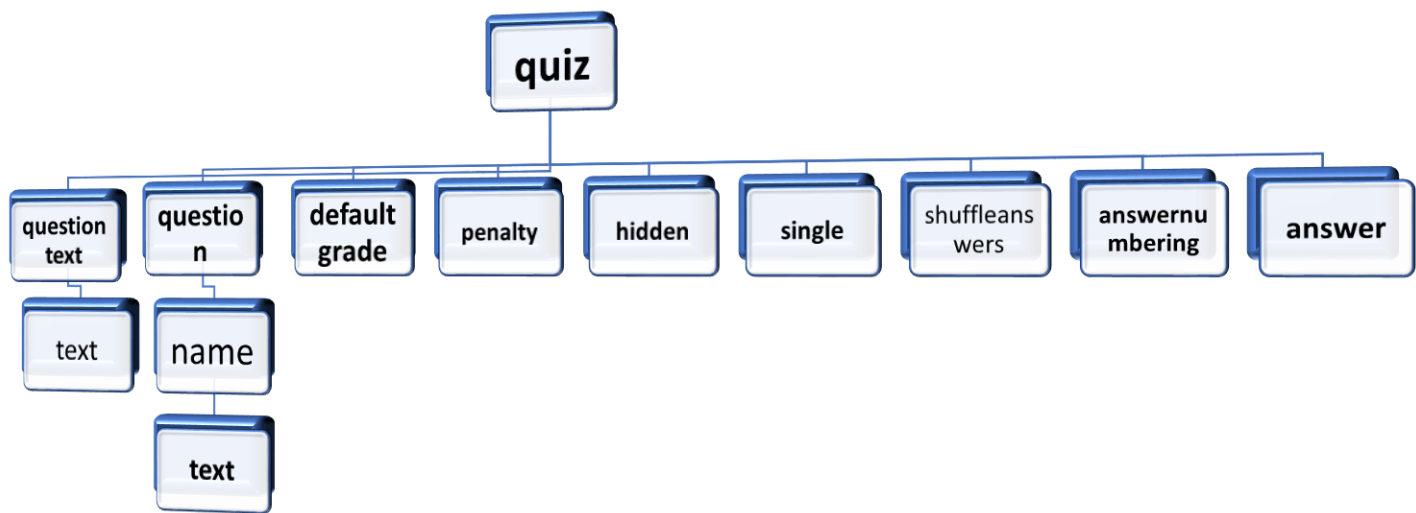 quiz
question
text
questio
n
default
grade
penalty
hidden
single
shuffleans
wers
answernu
mbering
answer
text
name
text